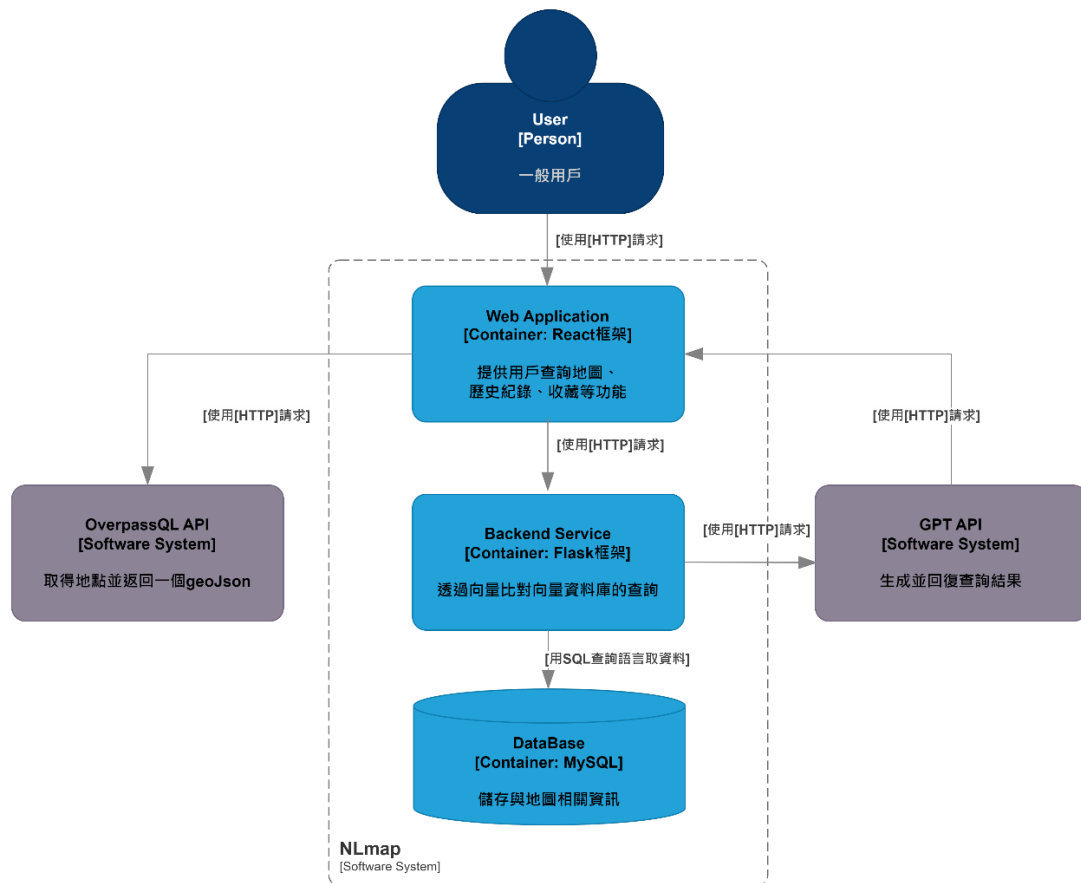 User
[Person]
一般用戶
[使用[HTTP]請求]
Web Application
[Container: React框架]
提供用戶查詢地圖、
歷史紀錄、收藏等功能
[使用[HTTP]請求]
[使用[HTTP]請求]
[使用[HTTP]請求]
OverpassQL API
[Software System]
取得地點並返回一個geoJson
Backend Service
[Container: Flask框架]
透過向量比對向量資料庫的查詢
[使用[HTTP]請求]
GPT API
[Software System]
生成並回復查詢結果
[用SQL查詢語言取資料]
DataBase
[Container: MySQL]
儲存與地圖相關資訊
NLmap
[Software System]